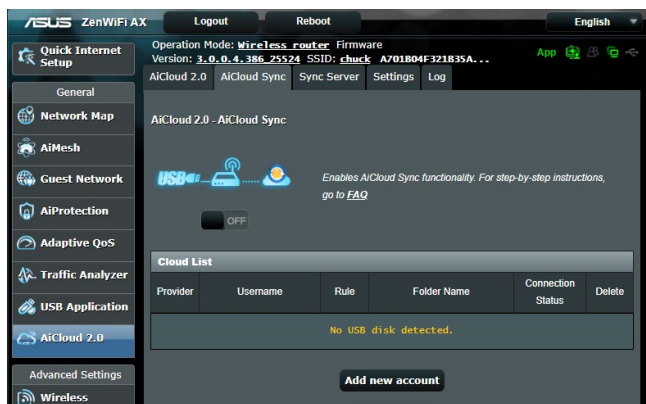 ASUS ZenWiFi AX Logout Reboot English
Quick Internet Setup
Operation Mode: Wireless router Firmware
Version: 3.0.0.4.386_25524 SSID: chuck A701B04F321B35A... App
AiCloud 2.0 AiCloud Sync Sync Server Settings Log
General
Network Map
AiMesh
Guest Network
AiProtection
Adaptive QoS
Traffic Analyzer
USB Application
AiCloud 2.0
Advanced Settings
Wireless
AiCloud 2.0 - AiCloud Sync
USB
Enables AiCloud Sync functionality. For step-by-step instructions,
go to FAQ
OFF
Cloud List
Provider Username Rule Folder Name Connection Status Delete
No USB disk detected.
Add new account